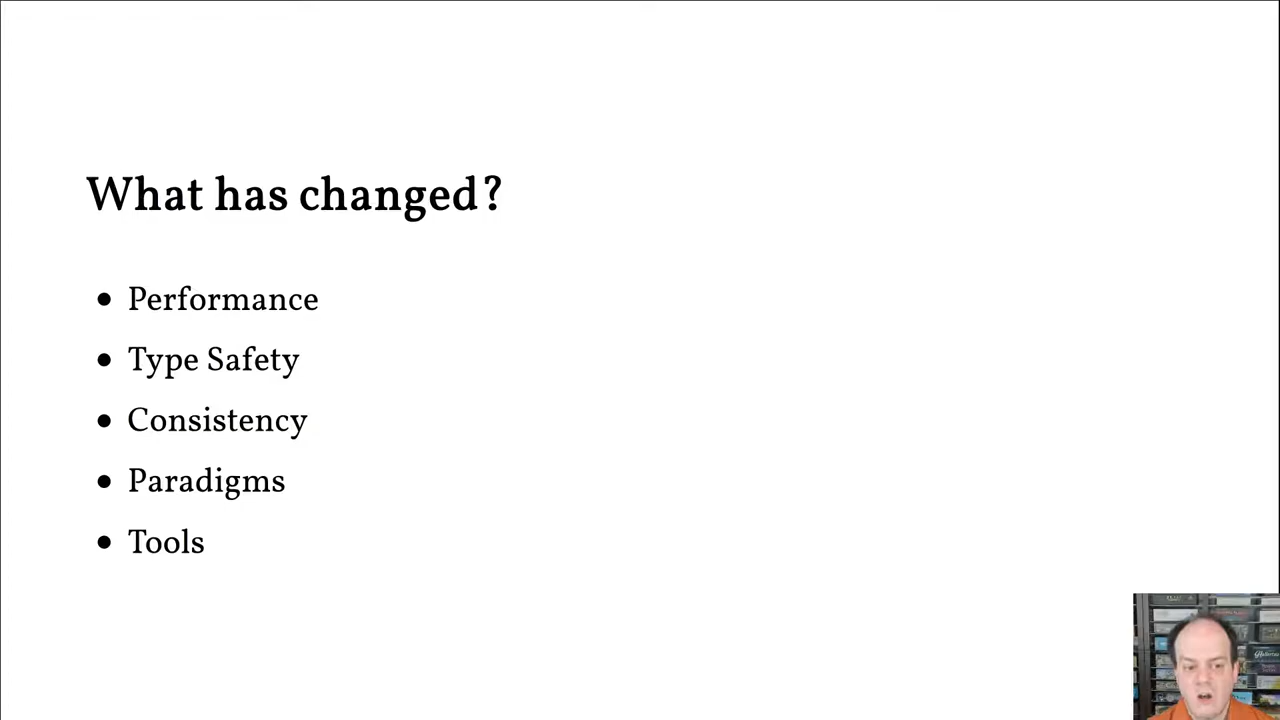 What has changed?
• Performance
• Type Safety
• Consistency
• Paradigms
• Tools